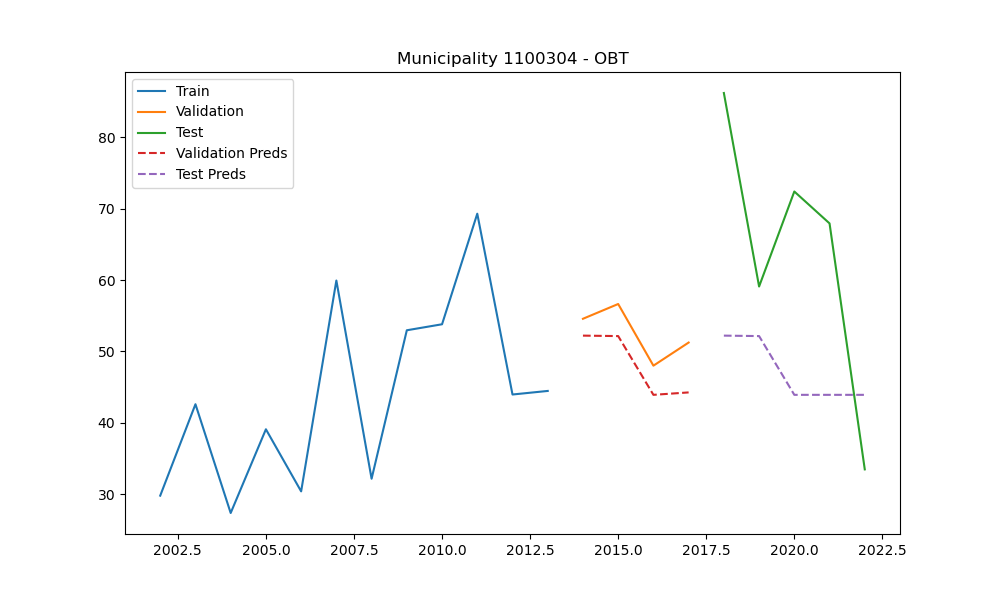 Municipality 1100304 - OBT
Train
Validation
Test
Validation Preds
Test Preds
80
70
60
50
40
30
2002.5 2005.0 2007.5 2010.0 2012.5 2015.0 2017.5 2020.0 2022.5